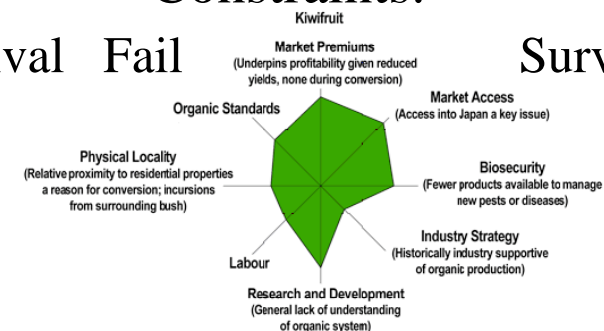 Constraints:
Kiwifruit
Fail
Market Premiums
(Underpins profitability given reduced
yields, none during conversion)
Organic Standards
Market Access
(Access into Japan a key issue)
Physical Locality
(Relative proximity to residential properties
a reason for conversion; incursions
from surrounding bush)
Biosecurity
(Fewer products available to manage
new pests or diseases)
Industry Strategy
(Historically industry supportive
of organic production)
Labour
Research and Development
(General lack of understanding
of organic system)